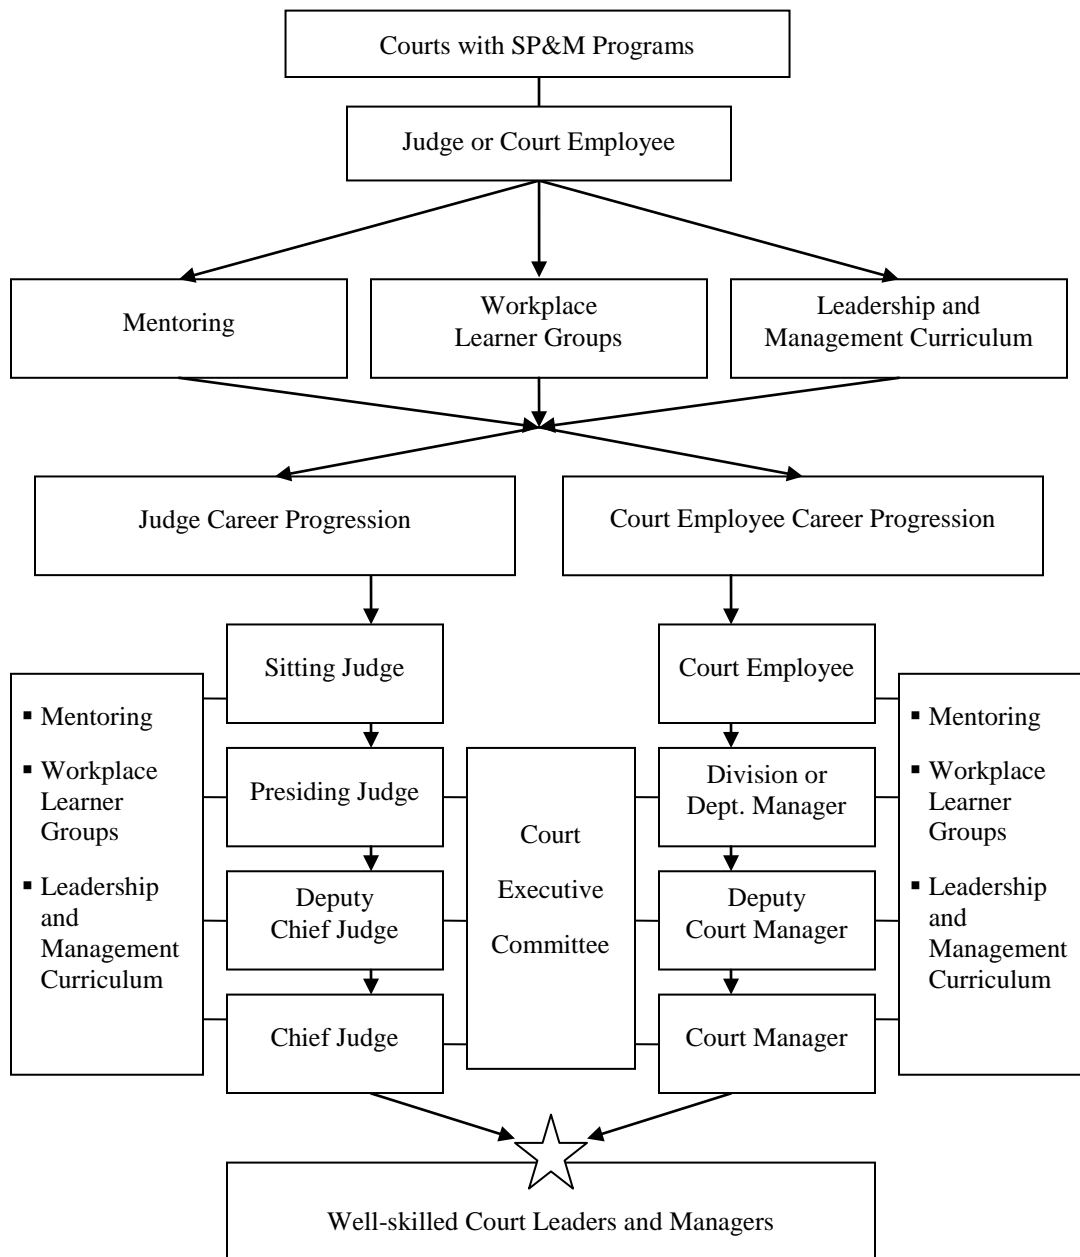 Courts with SP&M Programs
Judge or Court Employee
Mentoring
Workplace
Learner Groups
Leadership and
Management Curriculum
Judge Career Progression
Court Employee Career Progression
Sitting Judge
Court Employee
▪ Mentoring
▪ Workplace
Learner
Groups
▪ Leadership
and
Management
Curriculum
Presiding Judge
Deputy
Chief Judge
Chief Judge
Court
Executive
Committee
Division or
Dept. Manager
Deputy
Court Manager
Court Manager
▪ Mentoring
▪ Workplace
Learner
Groups
▪ Leadership
and
Management
Curriculum
Well-skilled Court Leaders and Managers